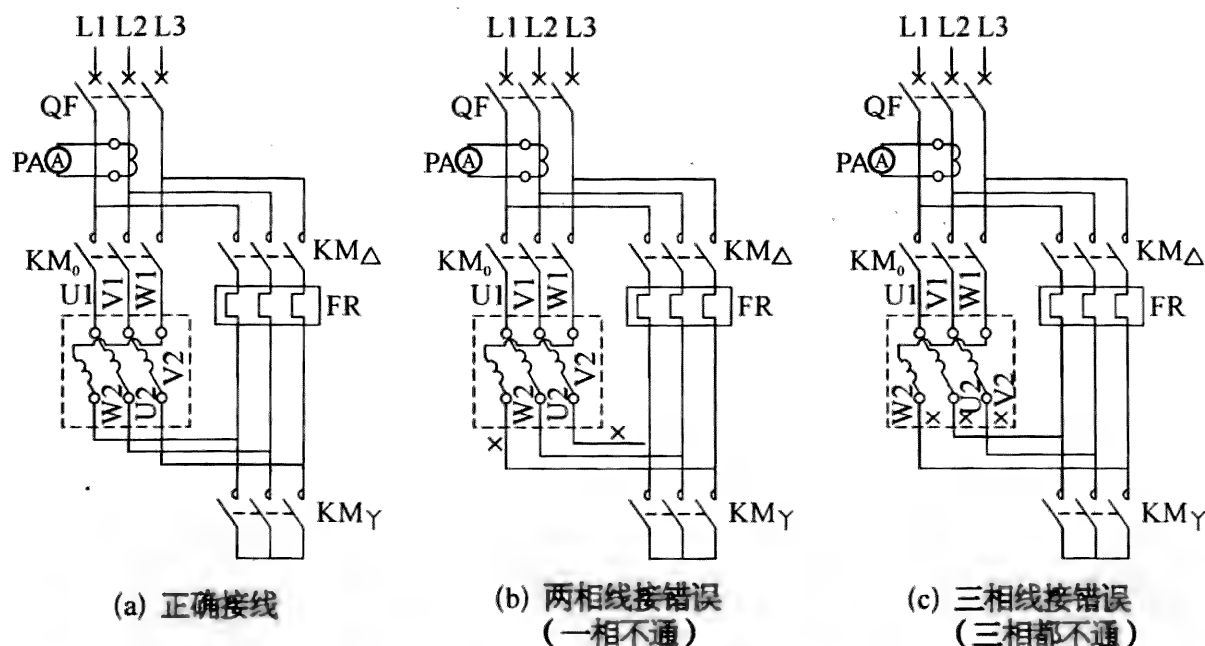 L1 L2 L3
QF
PA A
KM₀
KM△
U1
V1
W1
FR
W2
U2
V2
KMY
(a) 正确接线
L1 L2 L3
QF
PA A
KM₀
KM△
U1
V1
W1
FR
W2
U2
V2
KMY
(b) 两相线接错误
(一相不通)
L1 L2 L3
QF
PA A
KM₀
KM△
U1
V1
W1
FR
W2
U2
V2
KMY
(c) 三相线接错误
(三相都不通)